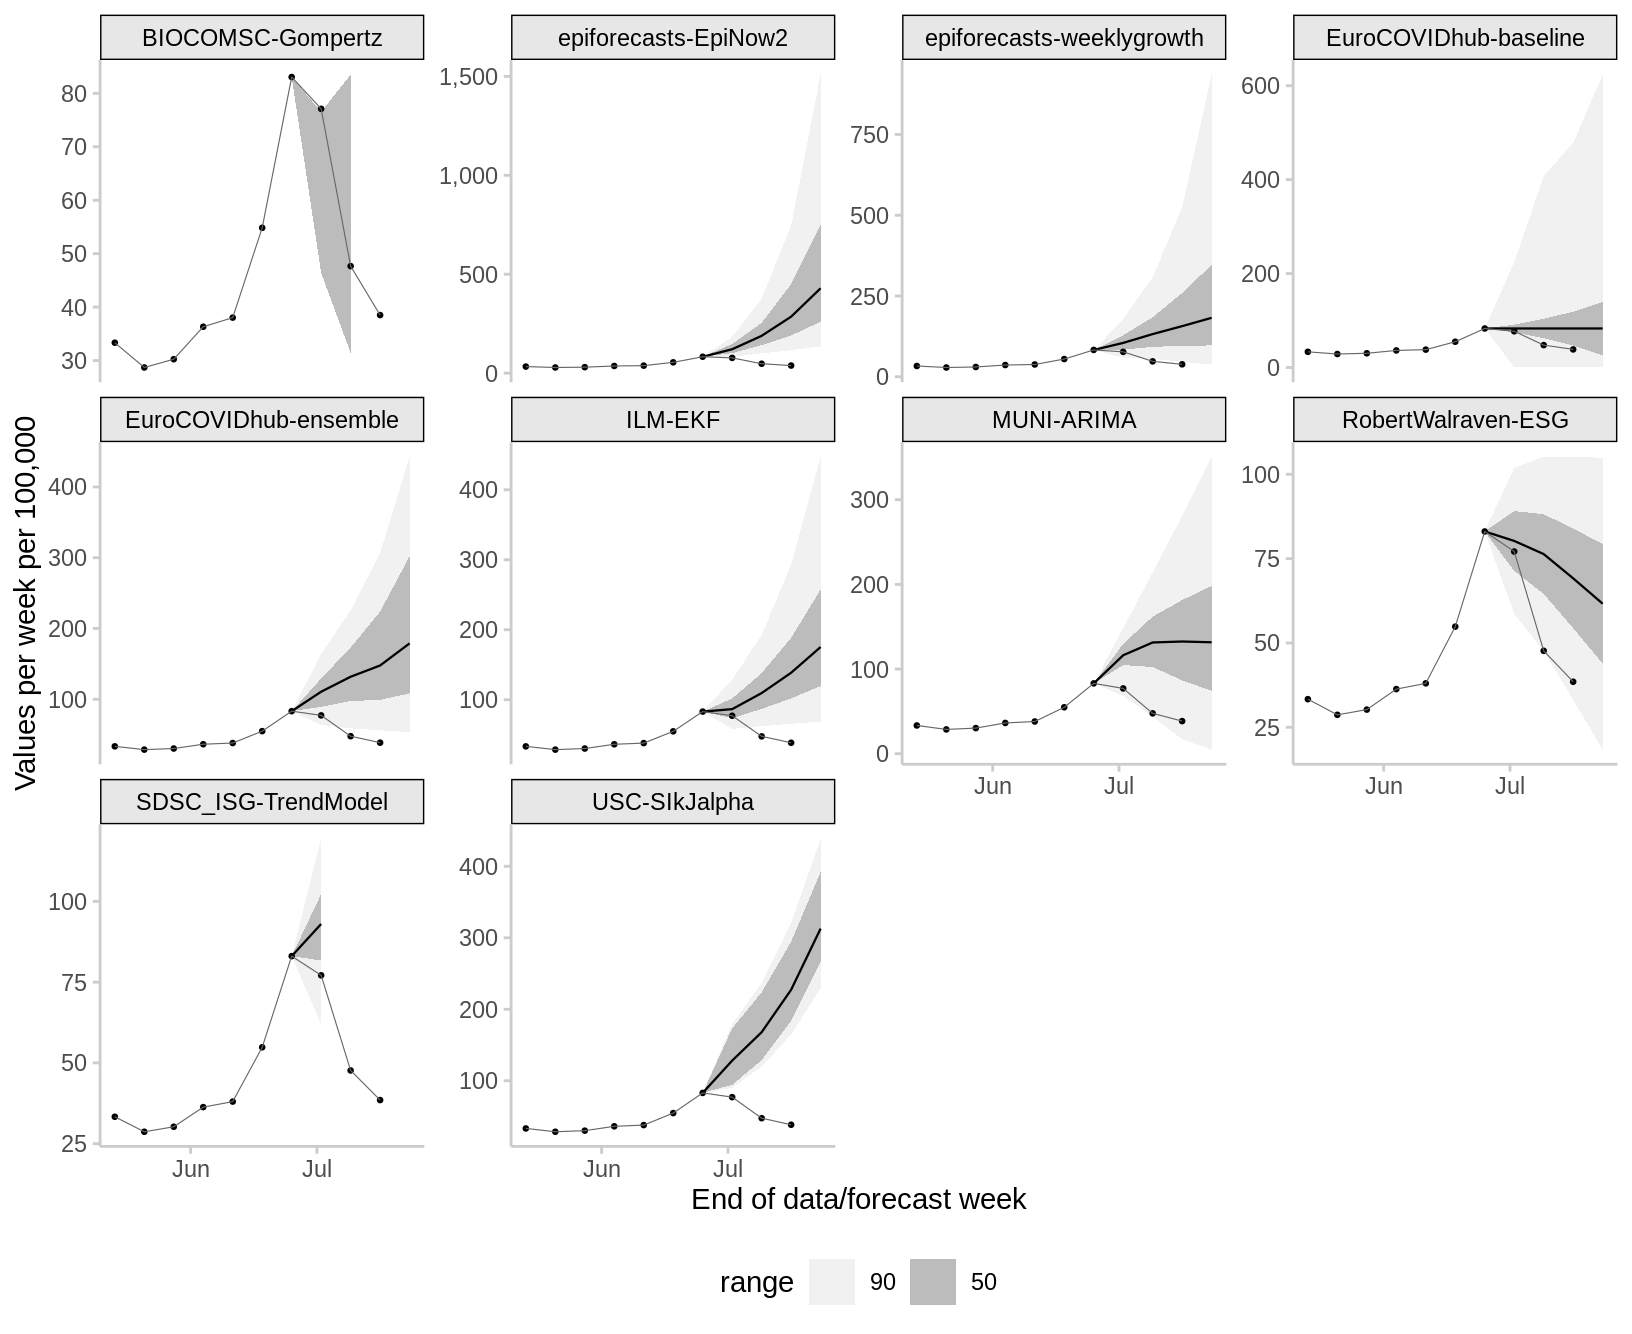 BIOCOMSC-Gompertz
epiforecasts-EpiNow2
epiforecasts-weeklygrowth
EuroCOVIDhub-baseline
80
70
60
50
40
30
1,500
1,000
500
0
750
500
250
0
600
400
200
0
EuroCOVIDhub-ensemble
ILM-EKF
MUNI-ARIMA
RobertWalraven-ESG
400
300
200
100
400
300
200
100
300
200
100
0
Jun
Jul
100
75
50
25
Jun
Jul
SDSC_ISG-TrendModel
USC-SIkJalpha
100
75
50
25
Jun
Jul
400
300
200
100
Jun
Jul
Values per week per 100,000
End of data/forecast week
range 90 50